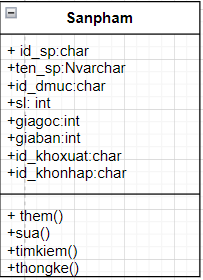 Sanpham
+ id_sp:char
+ten_sp:Nvarchar
+id_dmuc:char
+sl: int
+giagoc:int
+giaban:int
+id_khoxuat:char
+id_khonhap:char
+ them()
+sua()
+timkiem()
+thongke()